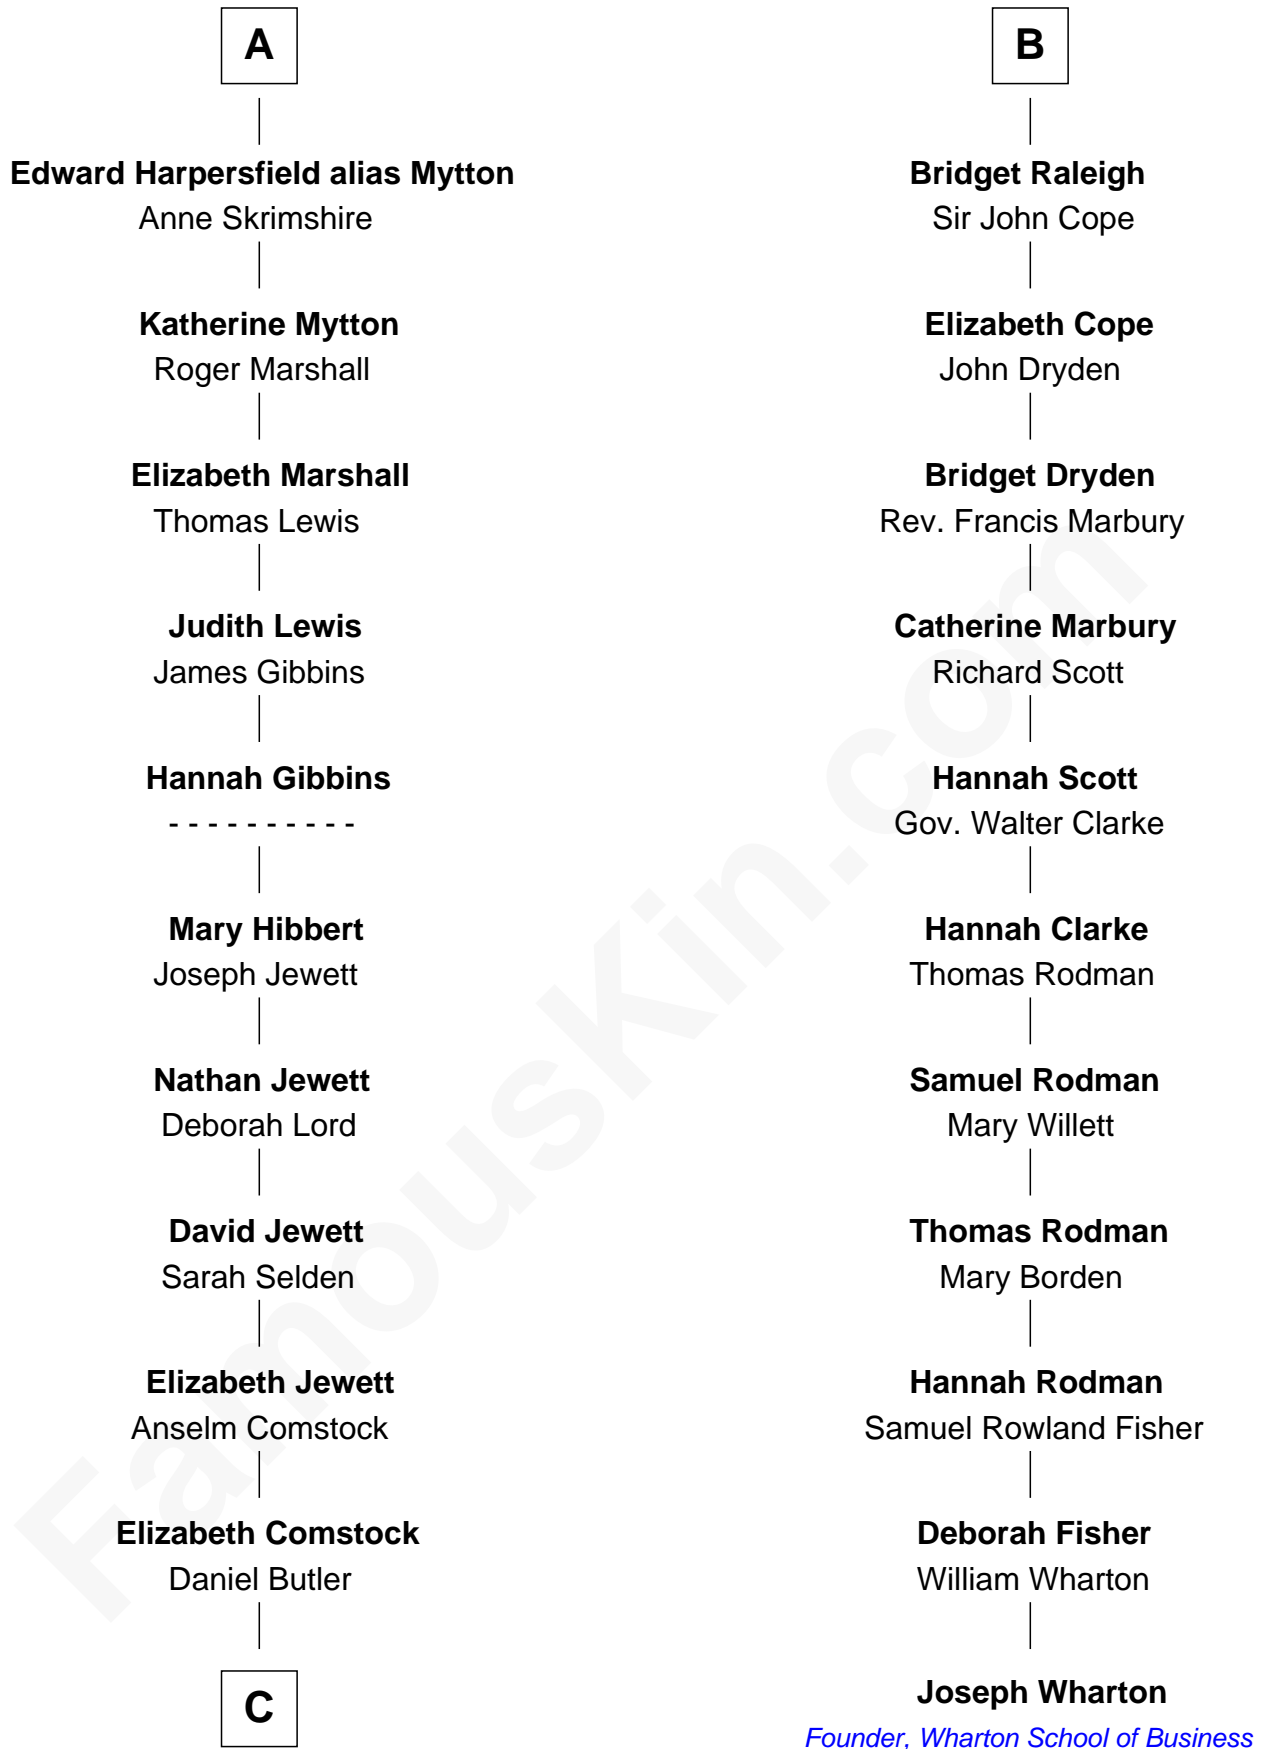 A
Edward Harpersfield alias Mytton
Anne Skrimshire
Katherine Mytton
Roger Marshall
Elizabeth Marshall
Thomas Lewis
Judith Lewis
James Gibbins
Hannah Gibbins
- - - - - - - - - -
Mary Hibbert
Joseph Jewett
Nathan Jewett
Deborah Lord
David Jewett
Sarah Selden
Elizabeth Jewett
Anselm Comstock
Elizabeth Comstock
Daniel Butler
C
B
Bridget Raleigh
Sir John Cope
Elizabeth Cope
John Dryden
Bridget Dryden
Rev. Francis Marbury
Catherine Marbury
Richard Scott
Hannah Scott
Gov. Walter Clarke
Hannah Clarke
Thomas Rodman
Samuel Rodman
Mary Willett
Thomas Rodman
Mary Borden
Hannah Rodman
Samuel Rowland Fisher
Deborah Fisher
William Wharton
Joseph Wharton
Founder, Wharton School of Business
FamousKin.com